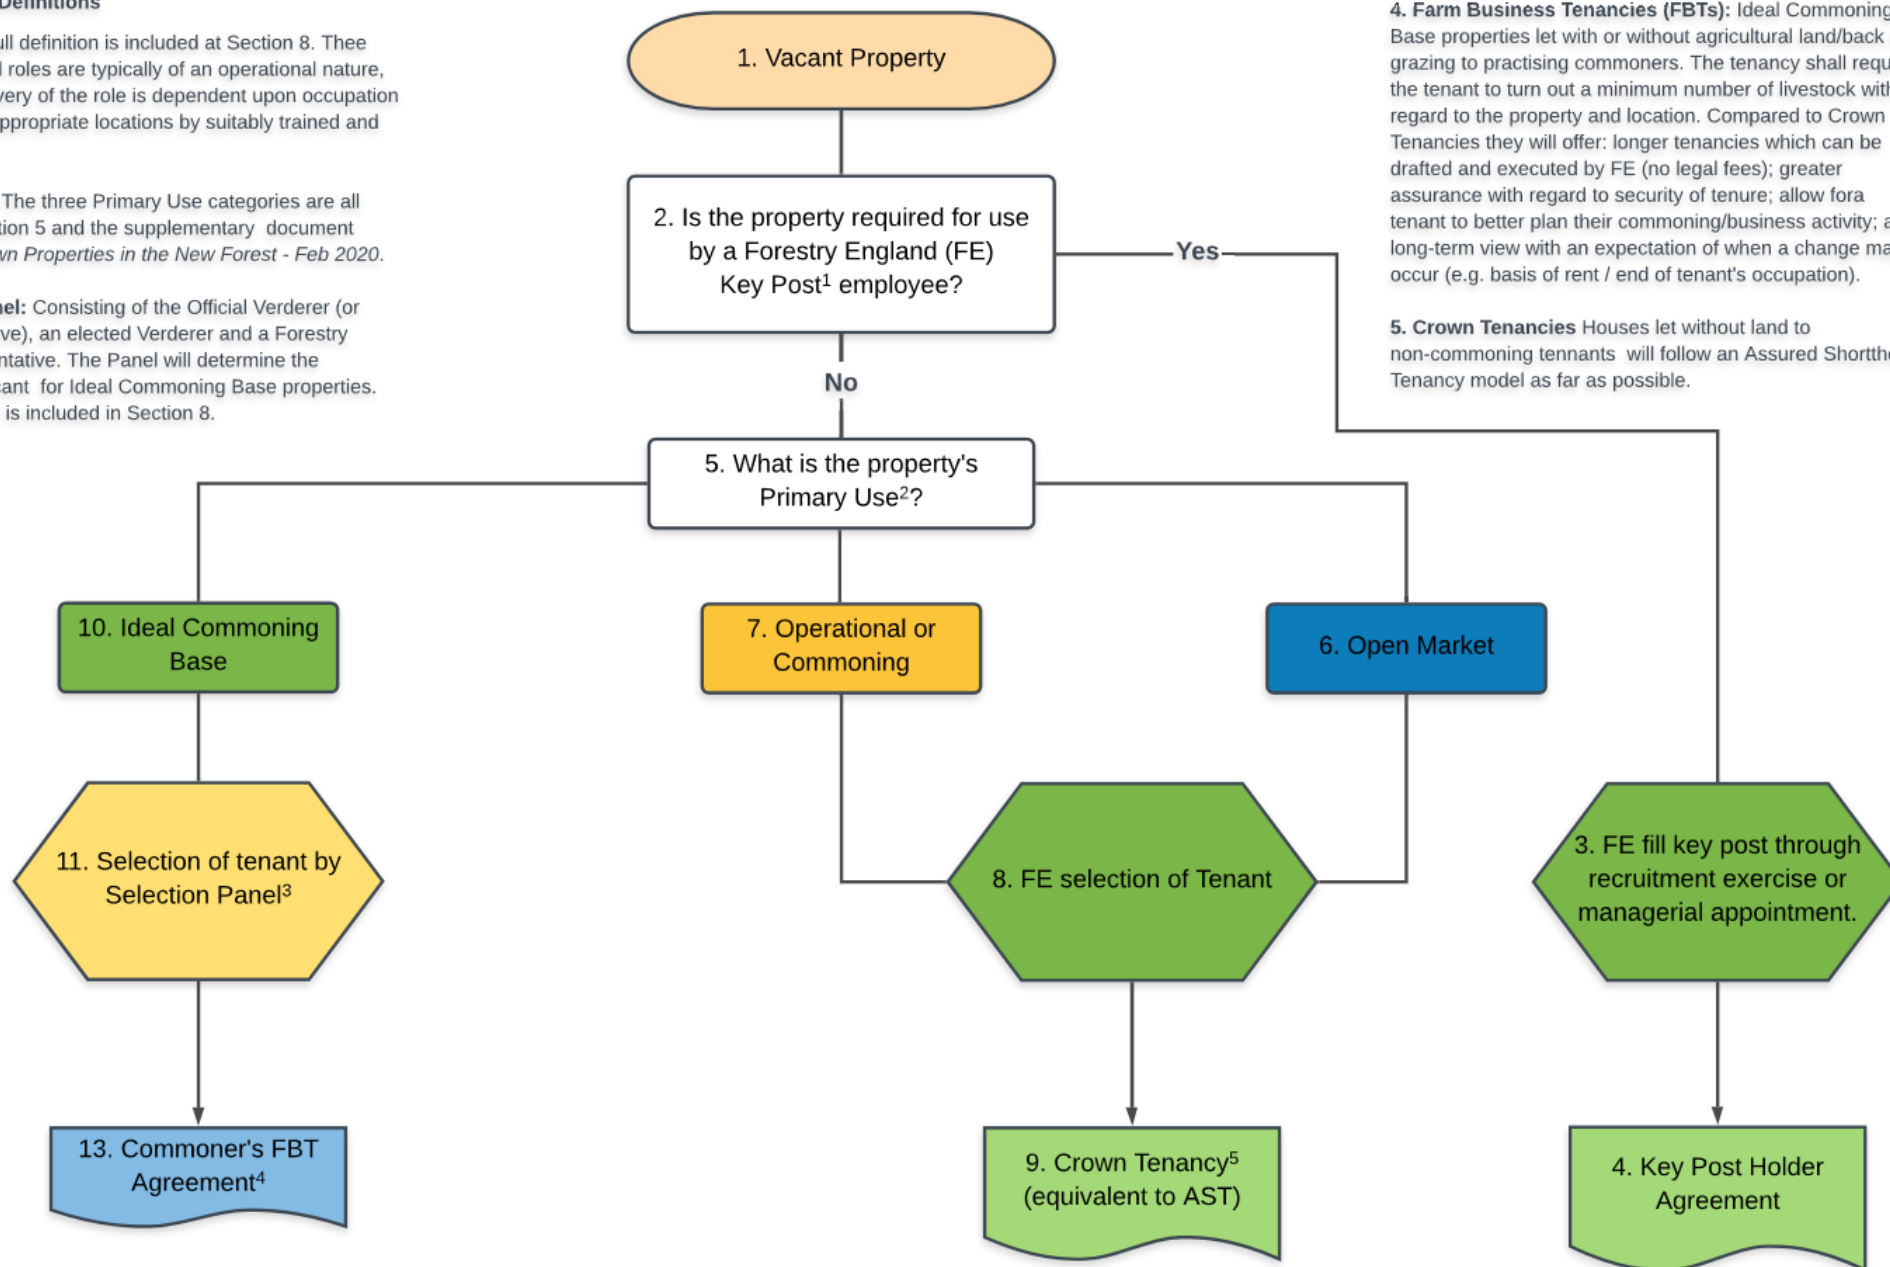 Definitions
ull definition is included at Section 8. Thee
l roles are typically of an operational nature,
very of the role is dependent upon occupation
ppropriate locations by suitably trained and
The three Primary Use categories are all
tion 5 and the supplementary  document
wn Properties in the New Forest - Feb 2020.
nel: Consisting of the Official Verderer (or
ve), an elected Verderer and a Forestry
ntative. The Panel will determine the
cant  for Ideal Commoning Base properties.
is included in Section 8.
4. Farm Business Tenancies (FBTs): Ideal Commoning
Base properties let with or without agricultural land/back
grazing to practising commoners. The tenancy shall requ
the tenant to turn out a minimum number of livestock with
regard to the property and location. Compared to Crown
Tenancies they will offer: longer tenancies which can be
drafted and executed by FE (no legal fees); greater
assurance with regard to security of tenure; allow fora
tenant to better plan their commoning/business activity; a
long-term view with an expectation of when a change ma
occur (e.g. basis of rent / end of tenant's occupation).
5. Crown Tenancies Houses let without land to
non-commoning tennants  will follow an Assured Shortth
Tenancy model as far as possible.
1. Vacant Property
2. Is the property required for use
by a Forestry England (FE)
Key Post¹ employee?
Yes
No
5. What is the property's
Primary Use²?
10. Ideal Commoning
Base
7. Operational or
Commoning
6. Open Market
11. Selection of tenant by
Selection Panel³
8. FE selection of Tenant
3. FE fill key post through
recruitment exercise or
managerial appointment.
13. Commoner's FBT
Agreement⁴
9. Crown Tenancy⁵
(equivalent to AST)
4. Key Post Holder
Agreement